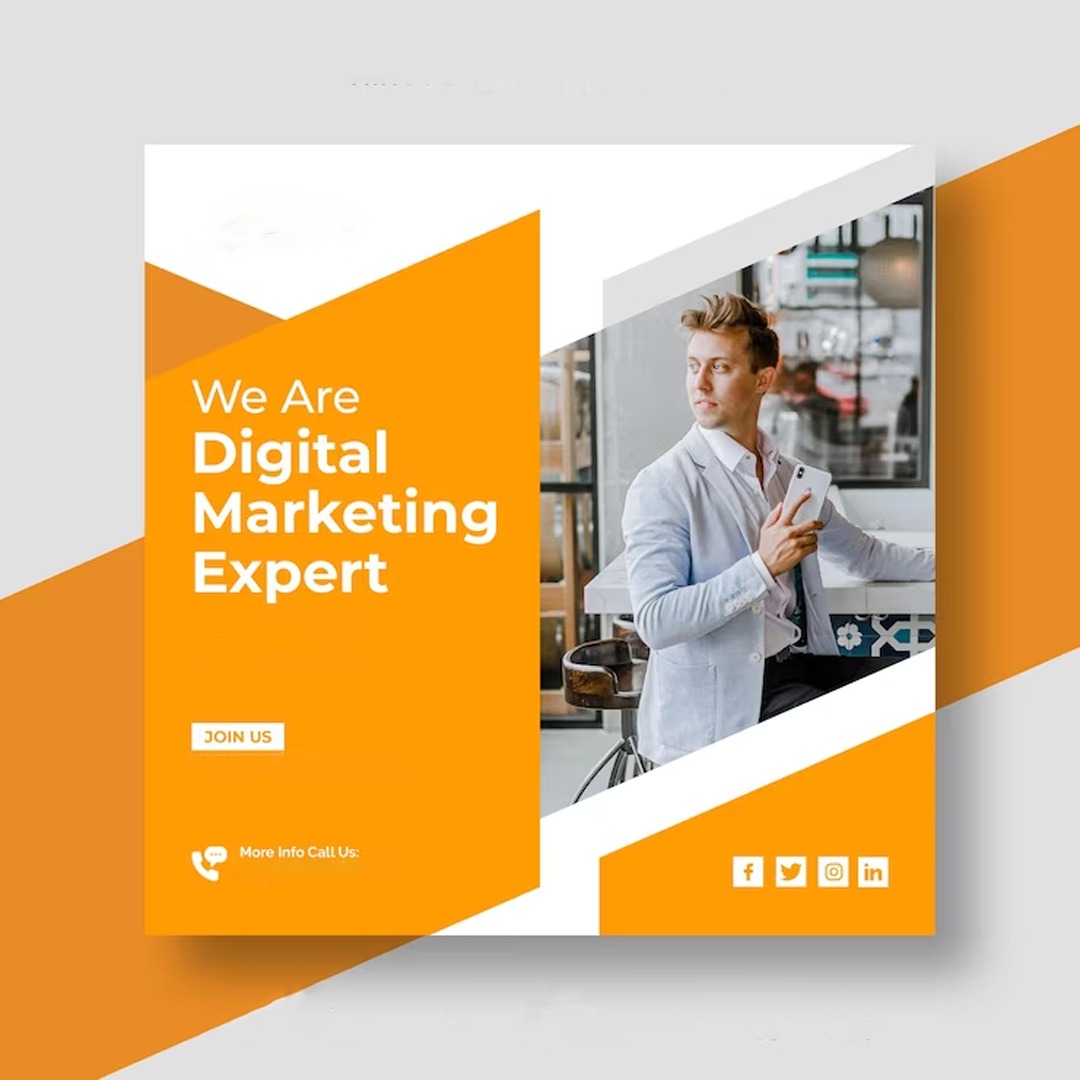 We Are
Digital
Marketing
Expert
JOIN US
More Info Call Us: